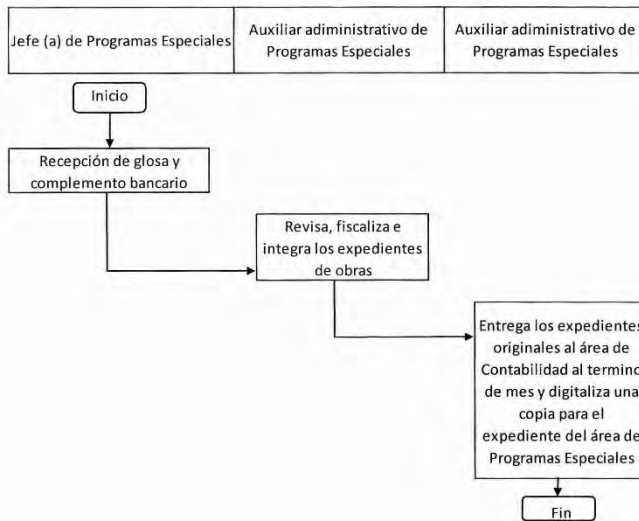 Jefe (a) de Programas Especiales
Auxiliar adiministrativo de
Programas Especiales
Auxiliar adiministrativo de
Programas Especiales
Inicio
Recepción de glosa y
complemento bancario
Revisa, fiscaliza e
integra los expedientes
de obras
Entrega los expedientes
originales al área de
Contabilidad al termino
de mes y digitaliza una
copia para el
expediente del área de
Programas Especiales
Fin